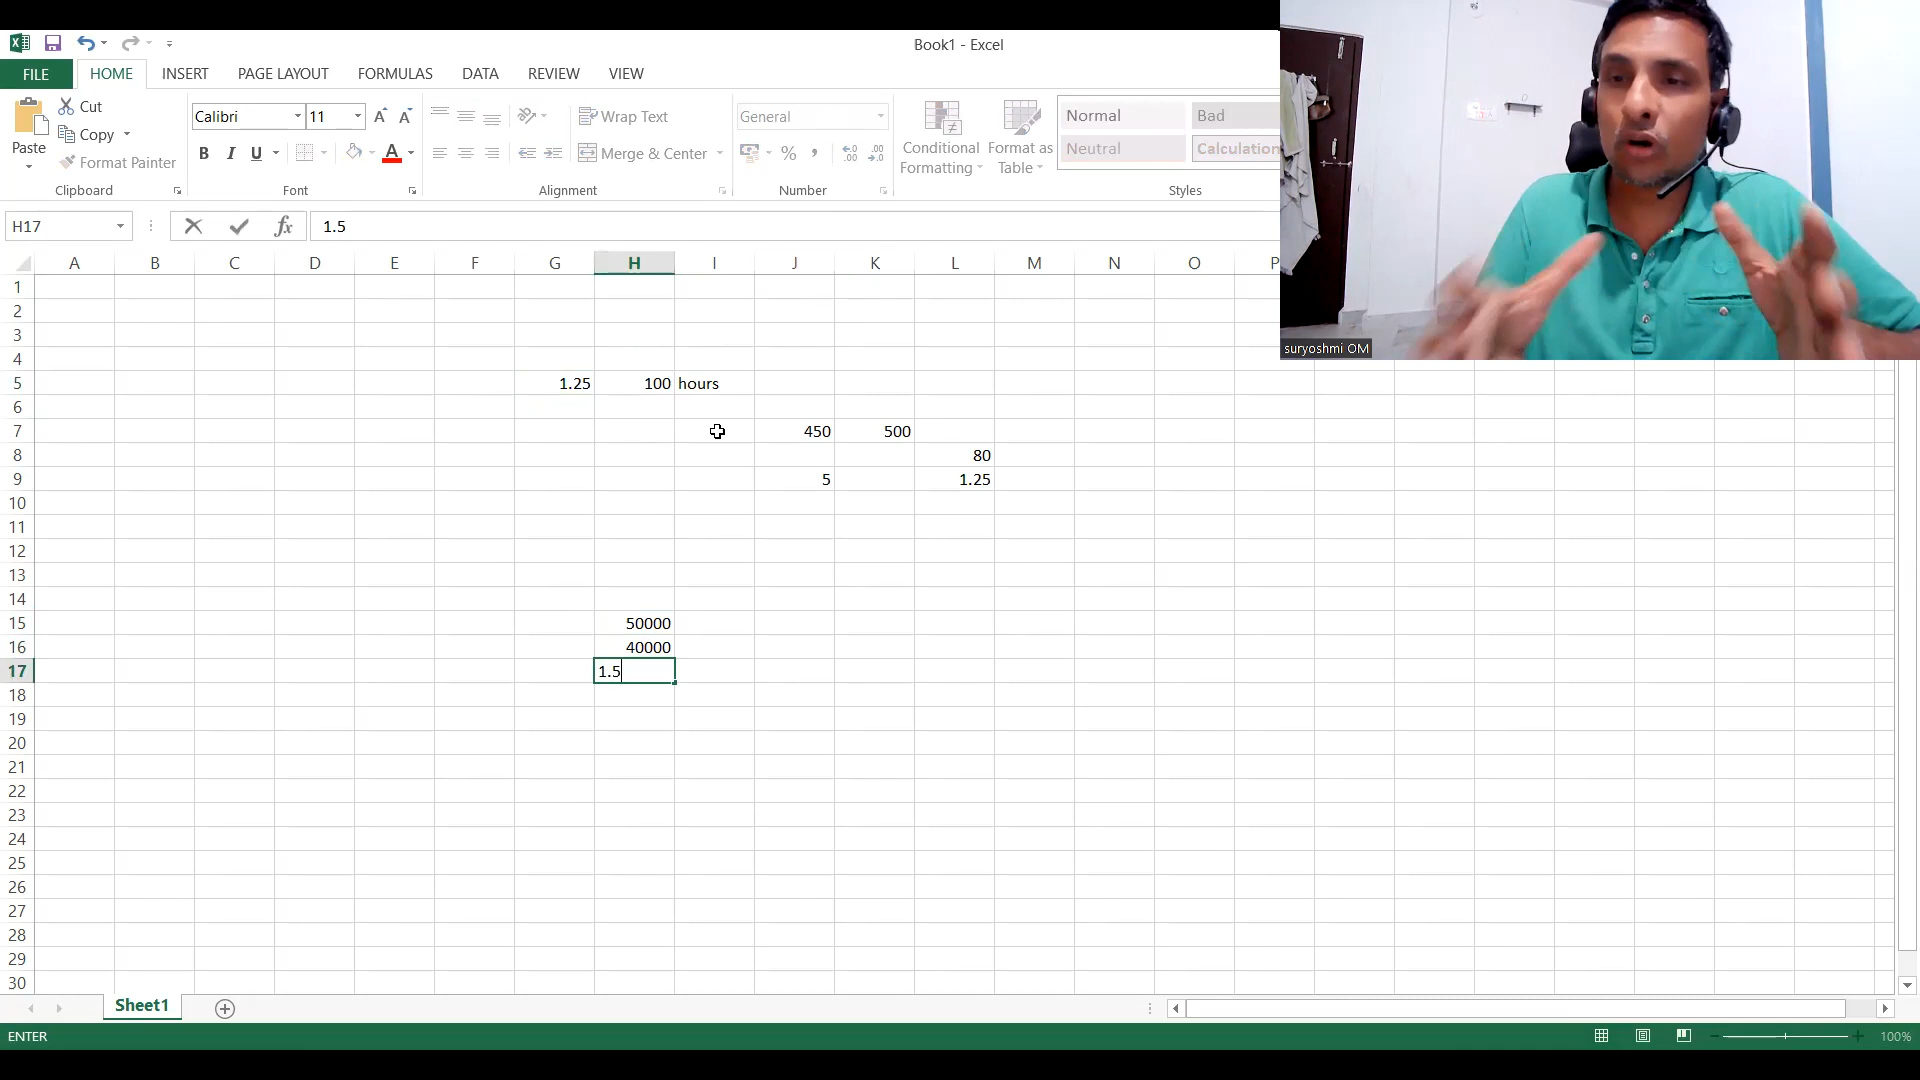 Book1 - Excel
FILE HOME INSERT PAGE LAYOUT FORMULAS DATA REVIEW VIEW
Paste
Cut
Copy
Format Painter
Clipboard
Calibri 11 A A
B I U A
Font
Wrap Text
Merge & Center
Alignment
General
% , .00
Number
Conditional Formatting
Format as Table
Normal Bad
Neutral Calculation
Styles
suryoshmi OM
H17 fx 1.5
A B C D E F G H I J K L M N O P
1
2
3
4
5 1.25 100 hours
6
7 450 500
8 80
9 5 1.25
10
11
12
13
14
15 50000
16 40000
17 1.5
18
19
20
21
22
23
24
25
26
27
28
29
30
Sheet1
ENTER 100%